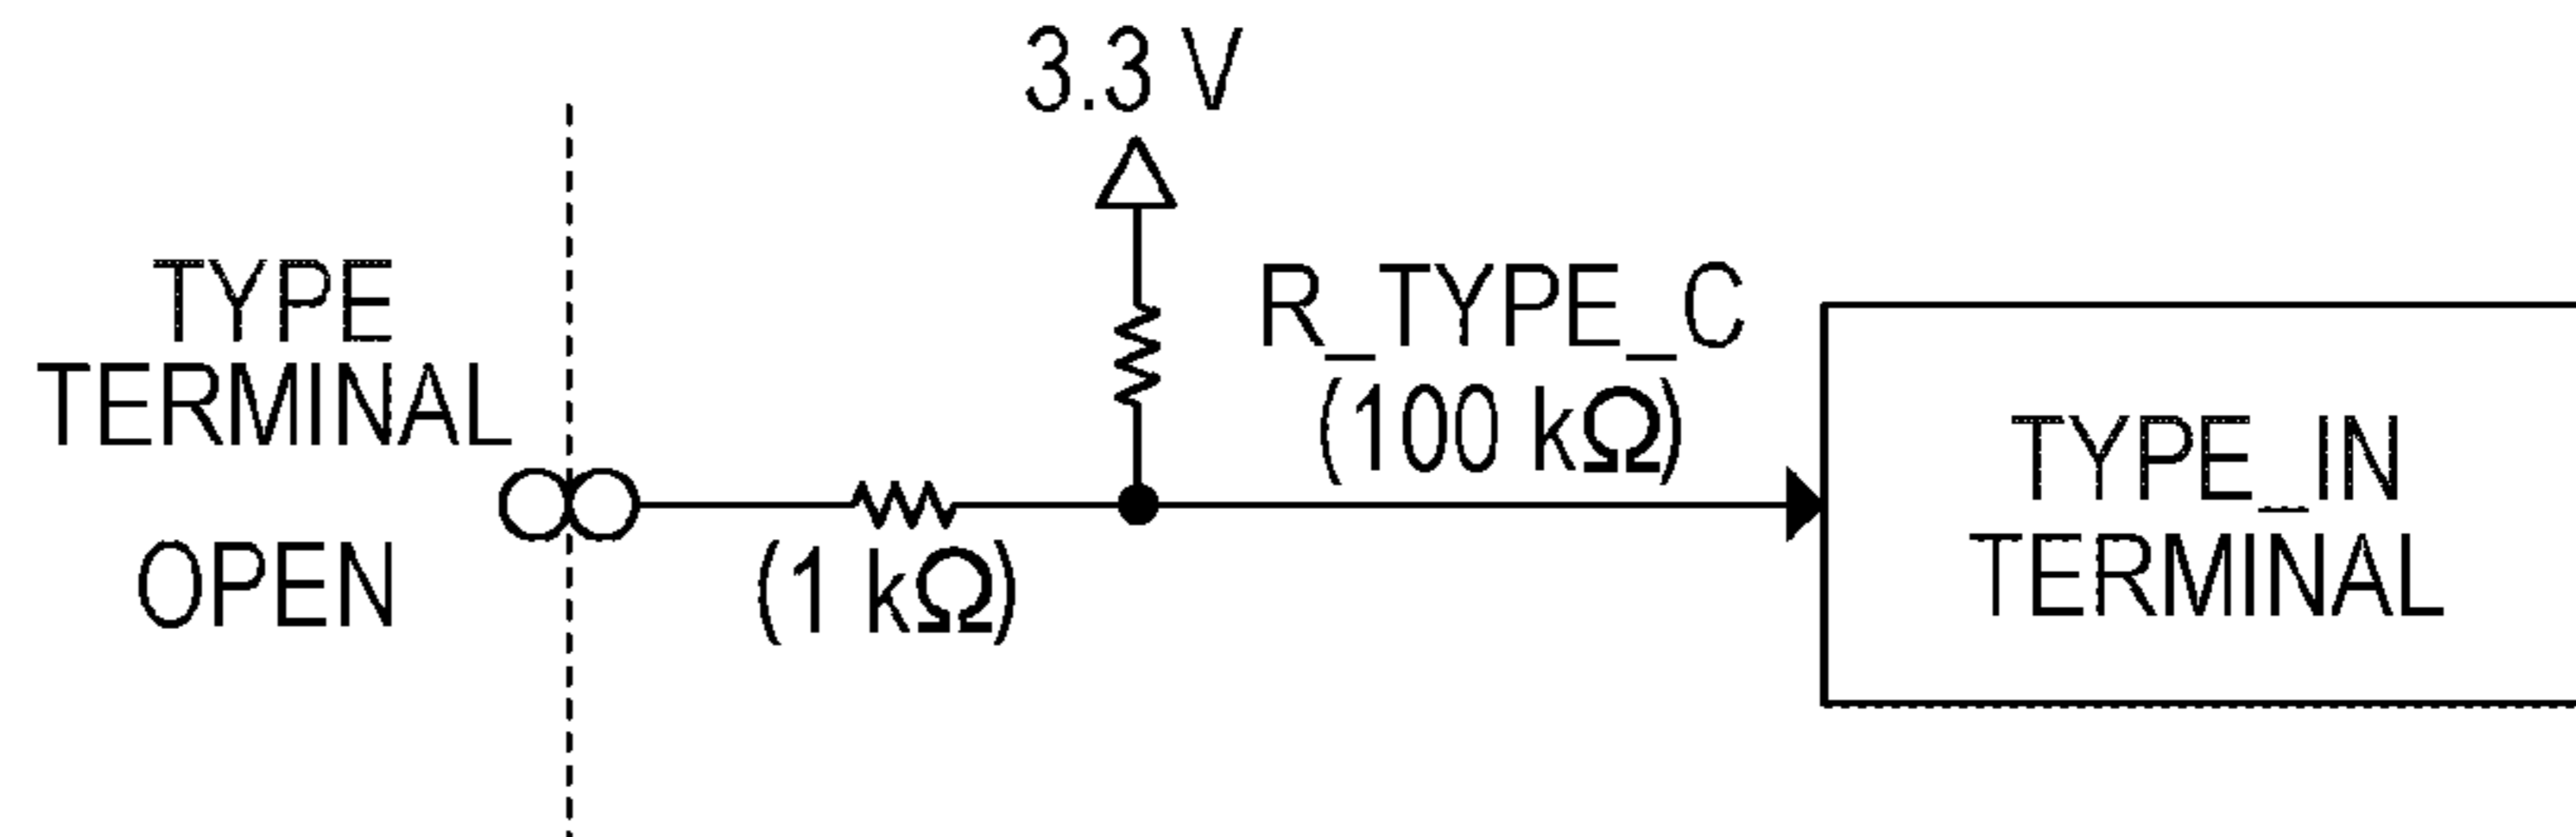 3.3 V
TYPE
TERMINAL
OPEN
(1 kΩ)
R_TYPE_C
(100 kΩ)
TYPE_IN
TERMINAL